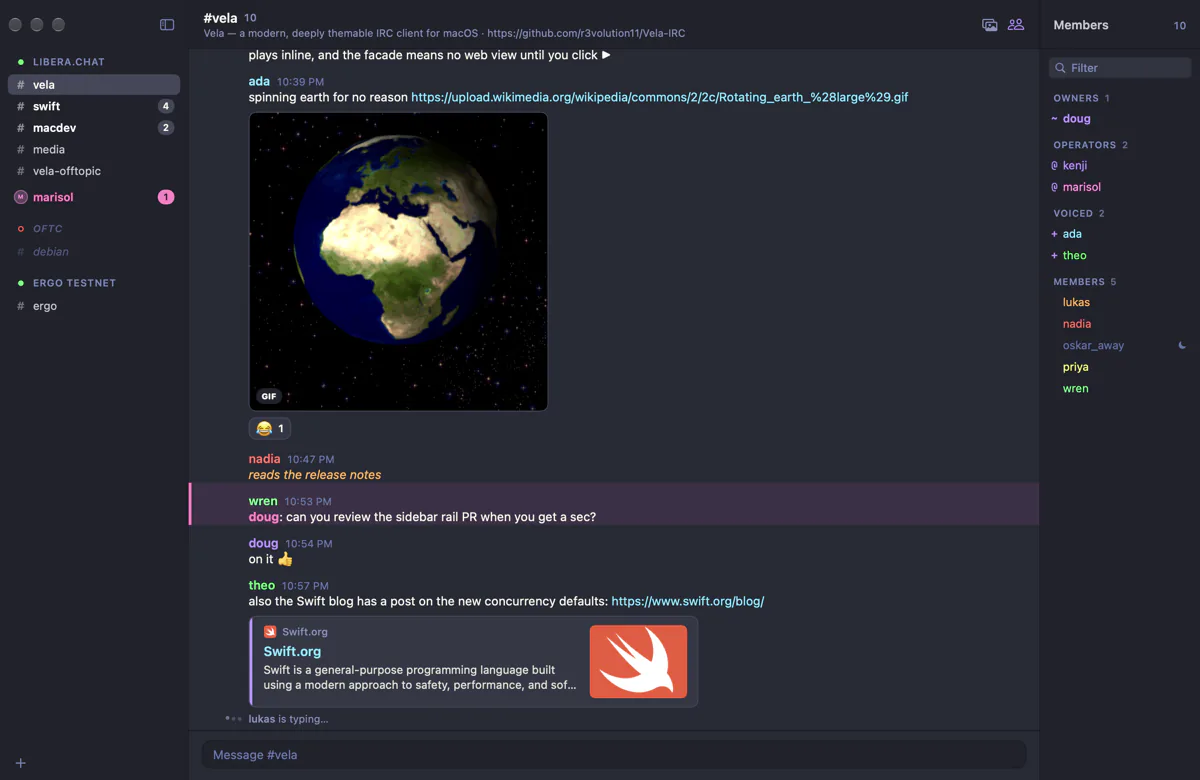 LIBERA.CHAT
# vela
# swift 4
# macdev 2
# media
# vela-offtopic
M marisol 1
OFTC
# debian
ERGO TESTNET
# ergo
+
#vela 10
Vela — a modern, deeply themable IRC client for macOS · https://github.com/r3volution11/Vela-IRC
plays inline, and the facade means no web view until you click ▶
ada 10:39 PM
spinning earth for no reason https://upload.wikimedia.org/wikipedia/commons/2/2c/Rotating_earth_%28large%29.gif
GIF
😂 1
nadia 10:47 PM
reads the release notes
wren 10:53 PM
doug: can you review the sidebar rail PR when you get a sec?
doug 10:54 PM
on it 👍
theo 10:57 PM
also the Swift blog has a post on the new concurrency defaults: https://www.swift.org/blog/
Swift.org
Swift.org
Swift is a general-purpose programming language built
using a modern approach to safety, performance, and sof...
lukas is typing...
Message #vela
Members 10
Filter
OWNERS 1
~ doug
OPERATORS 2
@ kenji
@ marisol
VOICED 2
+ ada
+ theo
MEMBERS 5
lukas
nadia
oskar_away
priya
wren